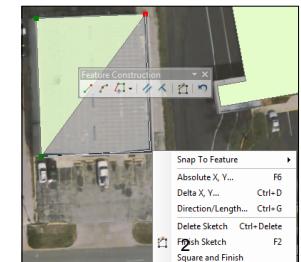 Feature Construction
Snap To Feature
Absolute X, Y... F6
Delta X, Y... Ctrl+D
Direction/Length... Ctrl+G
Delete Sketch Ctrl+Delete
Finish Sketch F2
2
Square and Finish